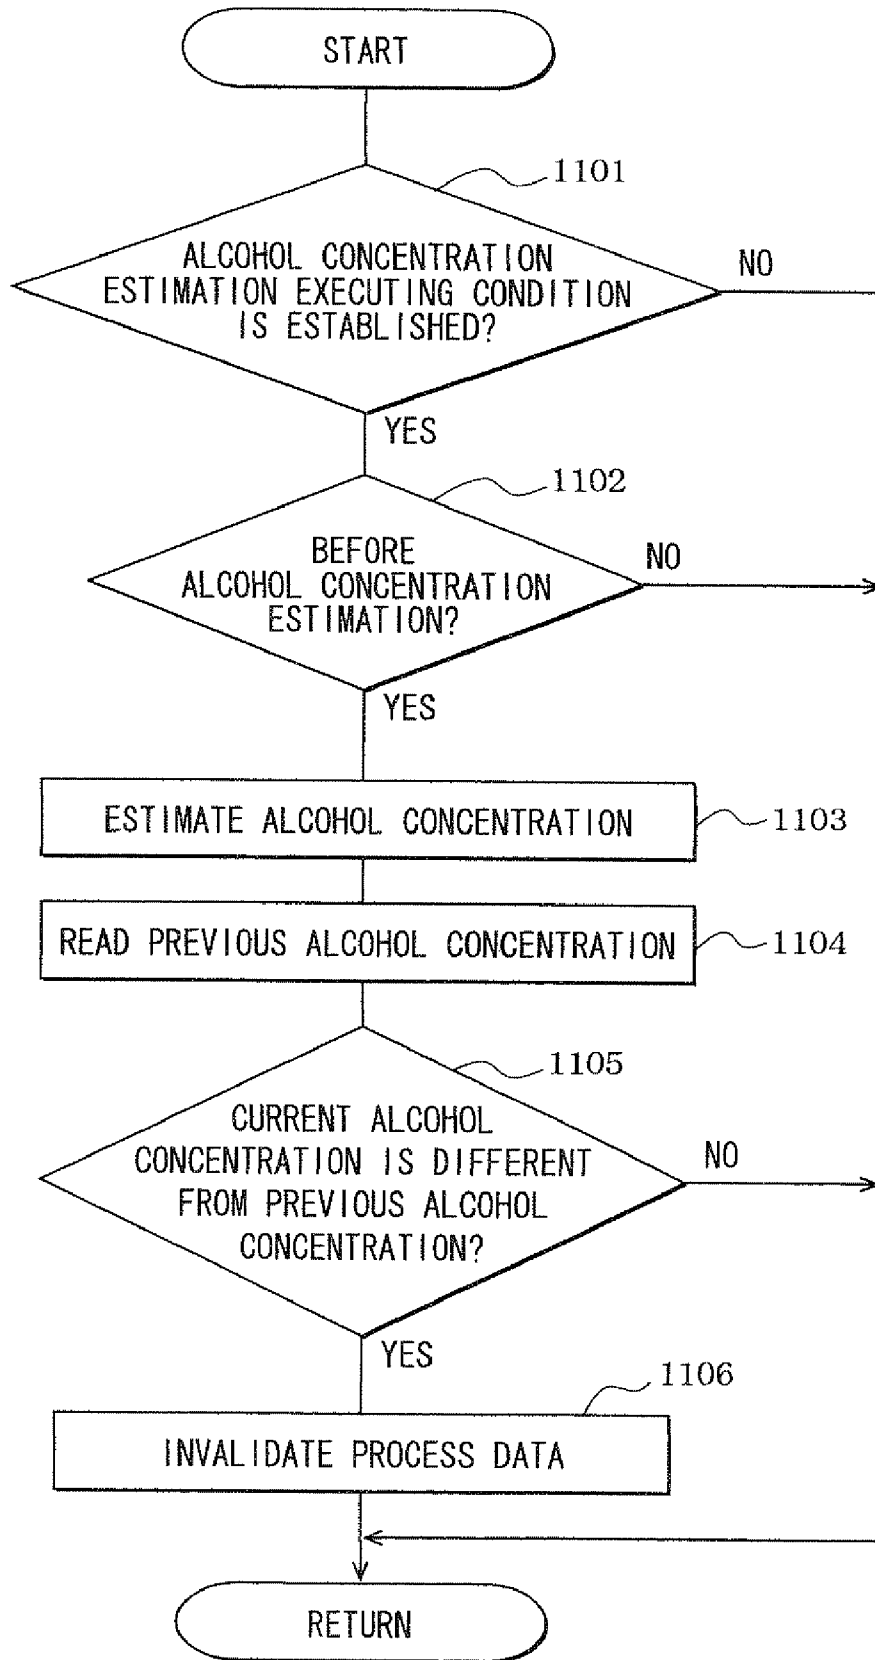 START
1101
ALCOHOL CONCENTRATION
ESTIMATION EXECUTING CONDITION
IS ESTABLISHED?
NO
YES
1102
BEFORE
ALCOHOL CONCENTRATION
ESTIMATION?
NO
YES
ESTIMATE ALCOHOL CONCENTRATION
1103
READ PREVIOUS ALCOHOL CONCENTRATION
1104
1105
CURRENT ALCOHOL
CONCENTRATION IS DIFFERENT
FROM PREVIOUS ALCOHOL
CONCENTRATION?
NO
YES
1106
INVALIDATE PROCESS DATA
RETURN